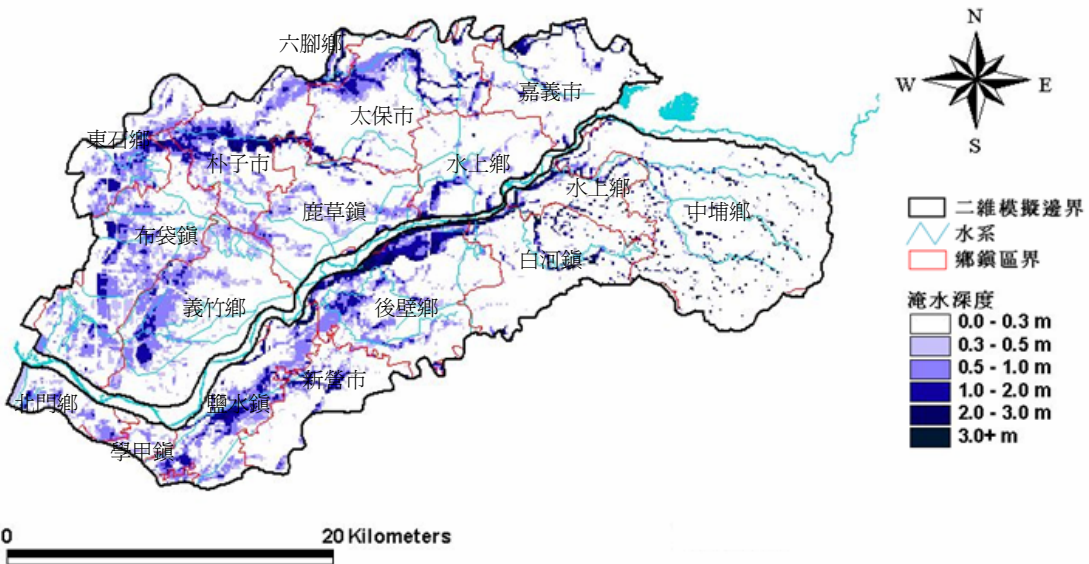 六腳鄉
嘉義市
太保市
東石鄉
朴子市
水上鄉
水上鄉
鹿草鎮
中埔鄉
布袋鎮
白河鎮
義竹鄉
後壁鄉
新營市
北門鄉
鹽水鎮
學甲鎮
N
W
E
S
二維模擬邊界
水系
鄉鎮區界
淹水深度
0.0 - 0.3 m
0.3 - 0.5 m
0.5 - 1.0 m
1.0 - 2.0 m
2.0 - 3.0 m
3.0+ m
0
20 Kilometers